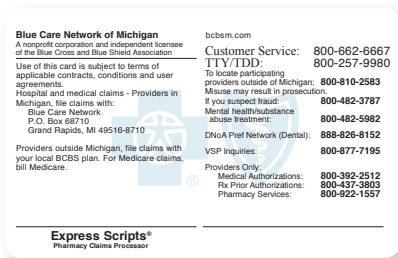 Blue Care Network of Michigan
A nonprofit corporation and independent licensee
of the Blue Cross and Blue Shield Association
Use of this card is subject to terms of
applicable contracts, conditions and user
agreements.
Hospital and medical claims - Providers in
Michigan, file claims with:
Blue Care Network
P.O. Box 68710
Grand Rapids, MI 49516-8710
Providers outside Michigan, file claims with
your local BCBS plan. For Medicare claims,
bill Medicare.
Express Scripts®
Pharmacy Claims Processor
bcbsm.com
Customer Service: 800-662-6667
TTY/TDD: 800-257-9980
To locate participating
providers outside of Michigan: 800-810-2583
Misuse may result in prosecution.
If you suspect fraud: 800-482-3787
Mental health/substance
abuse treatment: 800-482-5982
DNoA Pref Network (Dental): 888-826-8152
VSP Inquiries: 800-877-7195
Providers Only:
Medical Authorizations: 800-392-2512
Rx Prior Authorizations: 800-437-3803
Pharmacy Services: 800-922-1557
®